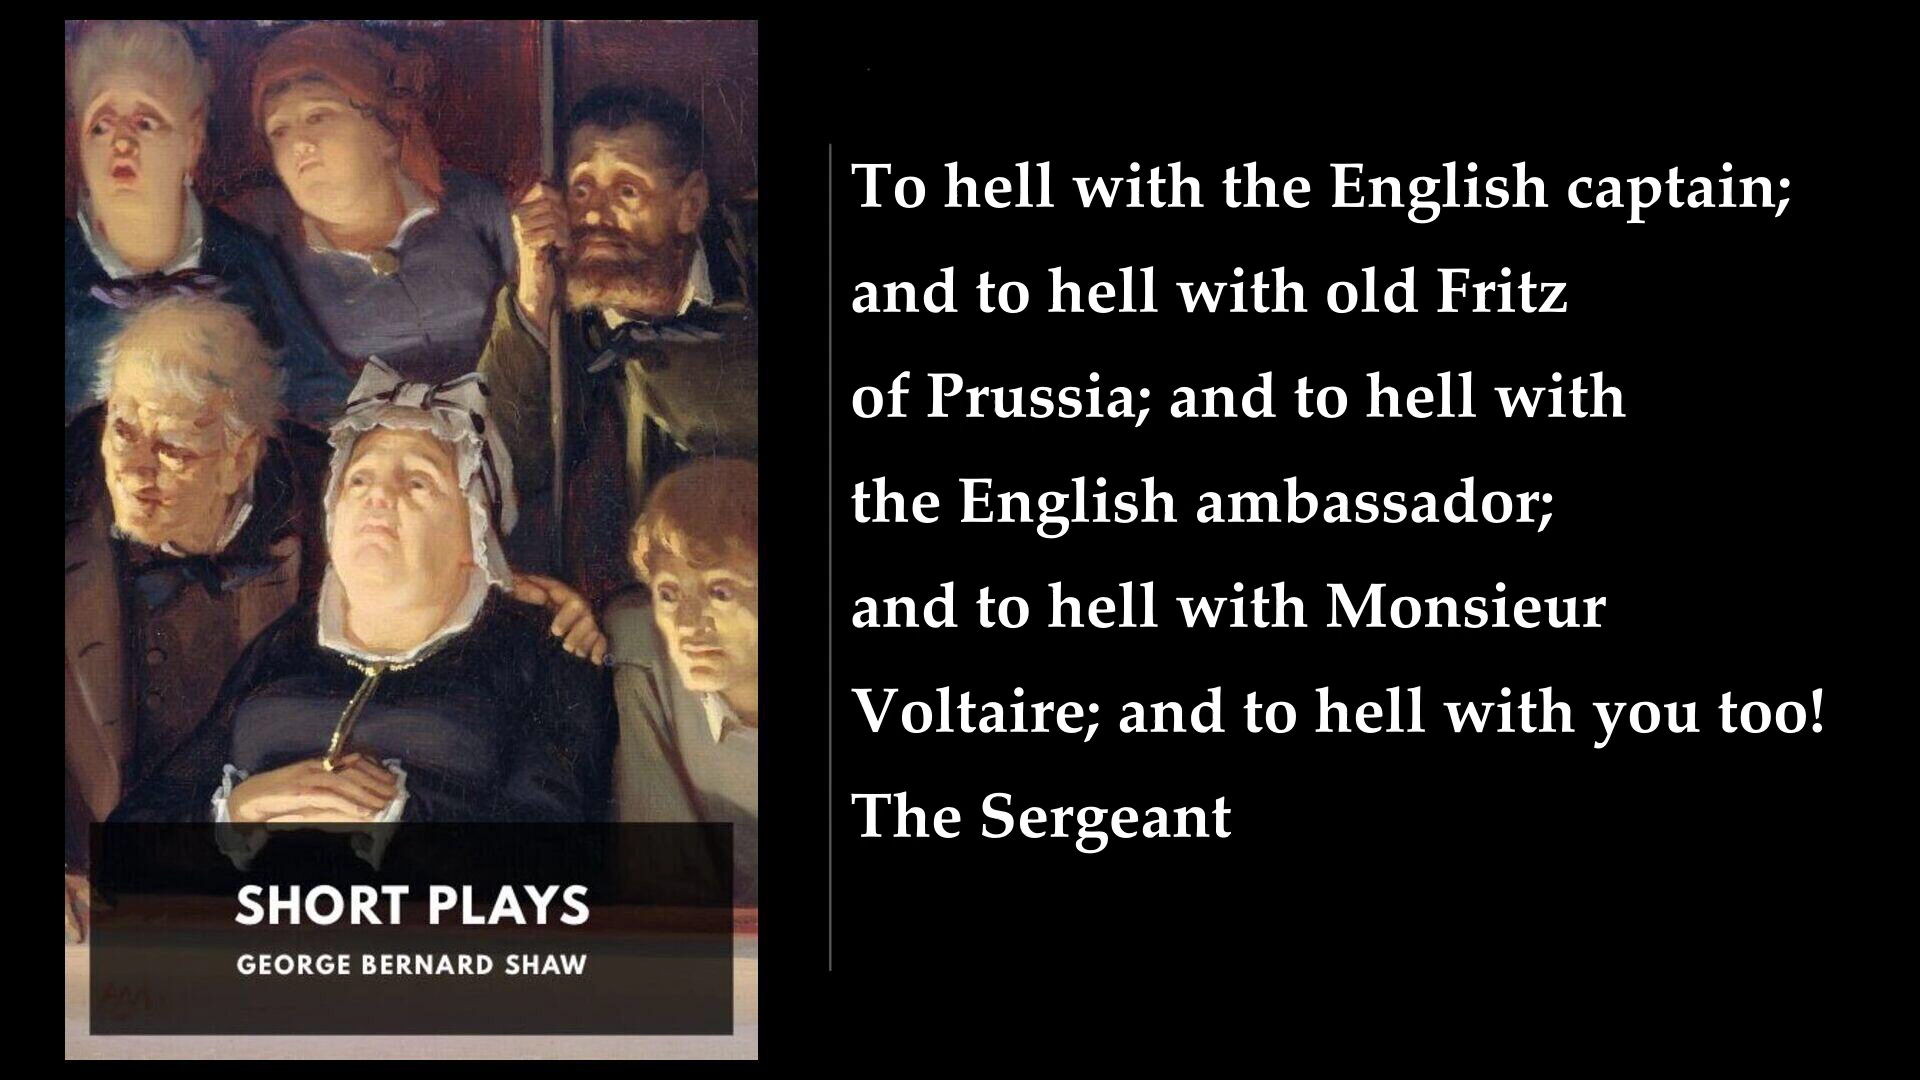 To hell with the English captain;
and to hell with old Fritz
of Prussia; and to hell with
the English ambassador;
and to hell with Monsieur
Voltaire; and to hell with you too!
The Sergeant
SHORT PLAYS
GEORGE BERNARD SHAW